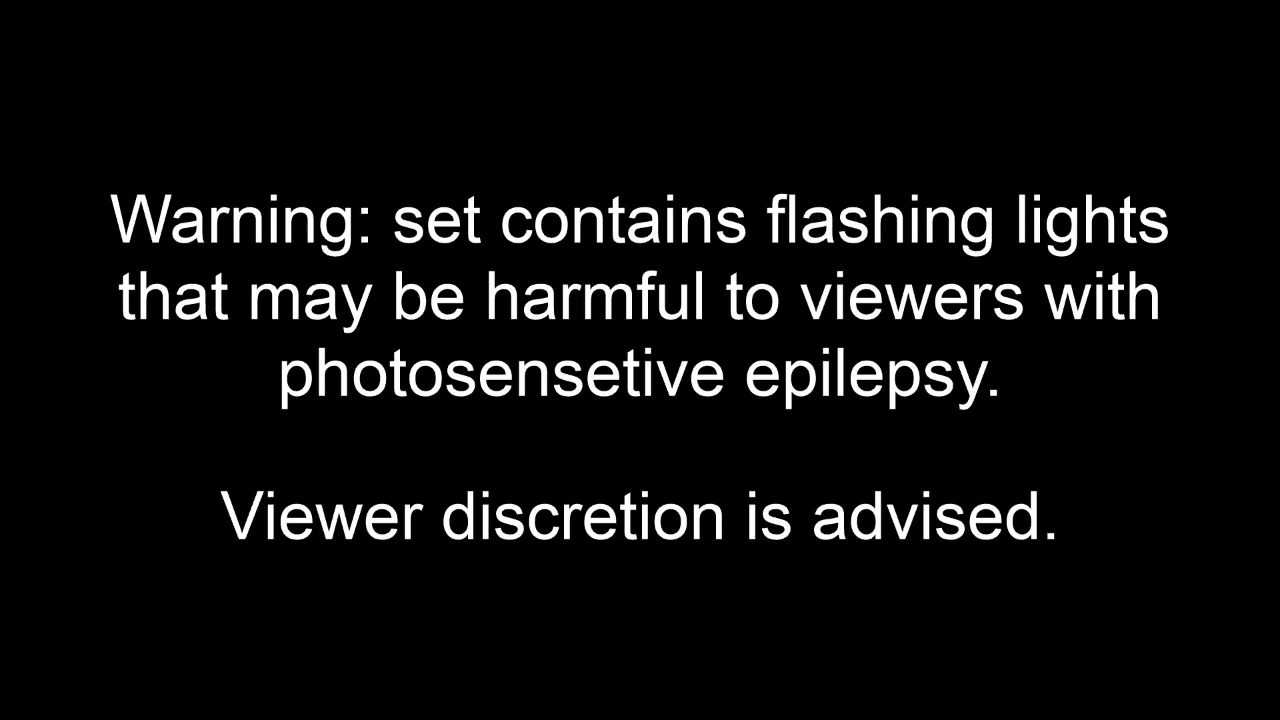 Warning: set contains flashing lights
that may be harmful to viewers with
photosensetive epilepsy.
Viewer discretion is advised.